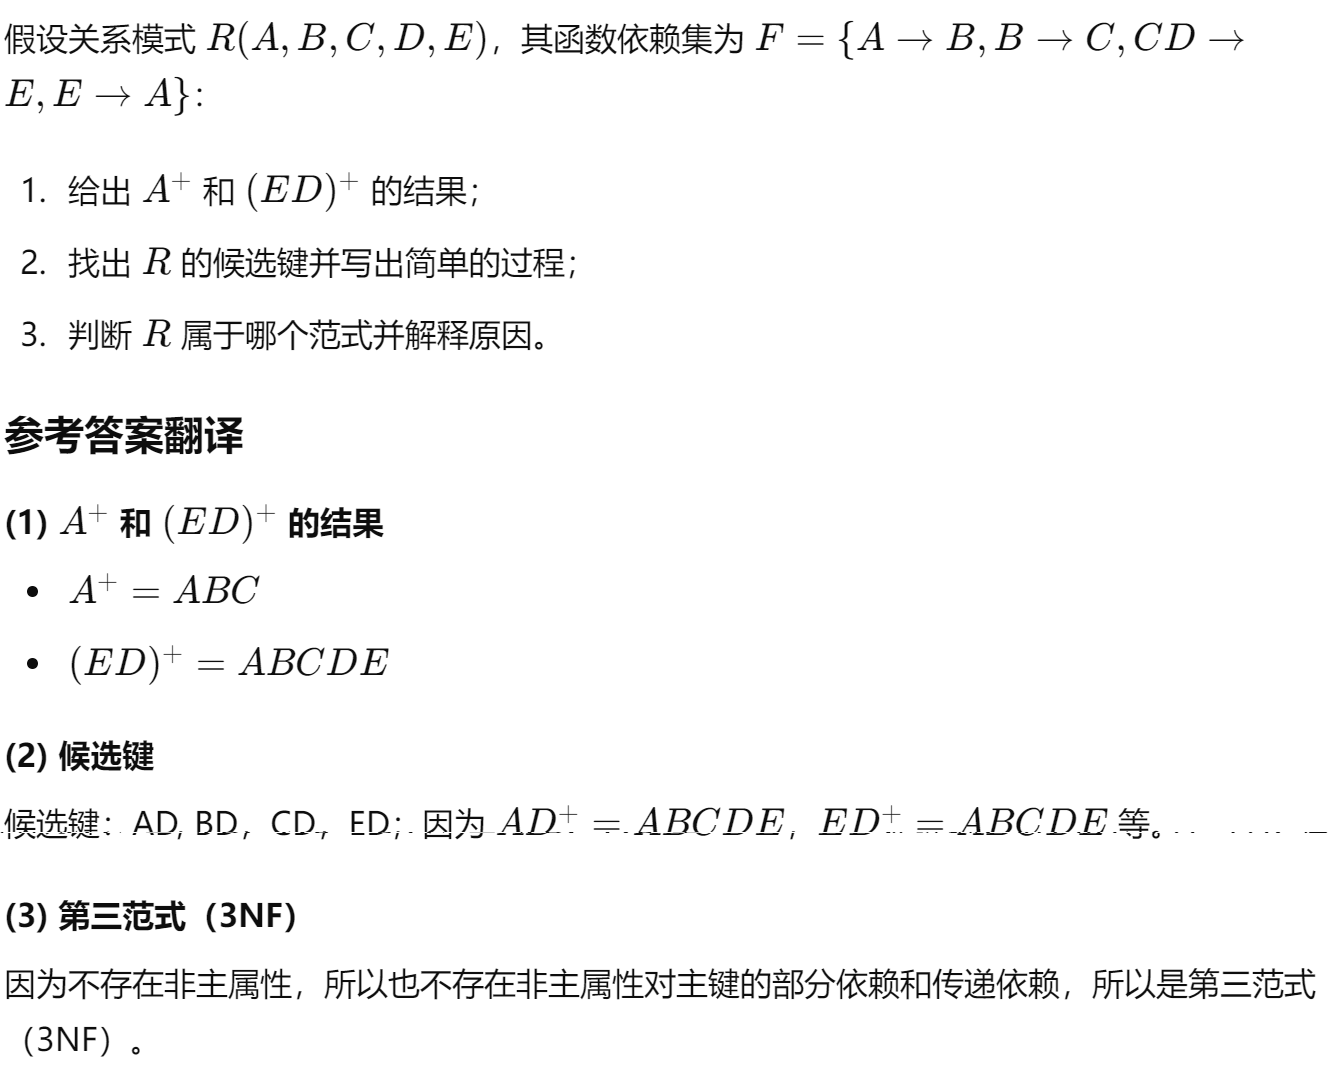 假设关系模式 R(A, B, C, D, E)，其函数依赖集为 F = {A → B, B → C, CD →
E, E → A}:
1. 给出 A⁺ 和 (ED)⁺ 的结果；
2. 找出 R 的候选键并写出简单的过程；
3. 判断 R 属于哪个范式并解释原因。
参考答案翻译
(1) A⁺ 和 (ED)⁺ 的结果
• A⁺ = ABC
• (ED)⁺ = ABCDE
(2) 候选键
候选键：AD, BD，CD，ED；因为 AD⁺ = ABCDE，ED⁺ = ABCDE 等。
(3) 第三范式（3NF）
因为不存在非主属性，所以也不存在非主属性对主键的部分依赖和传递依赖，所以是第三范式
（3NF）。